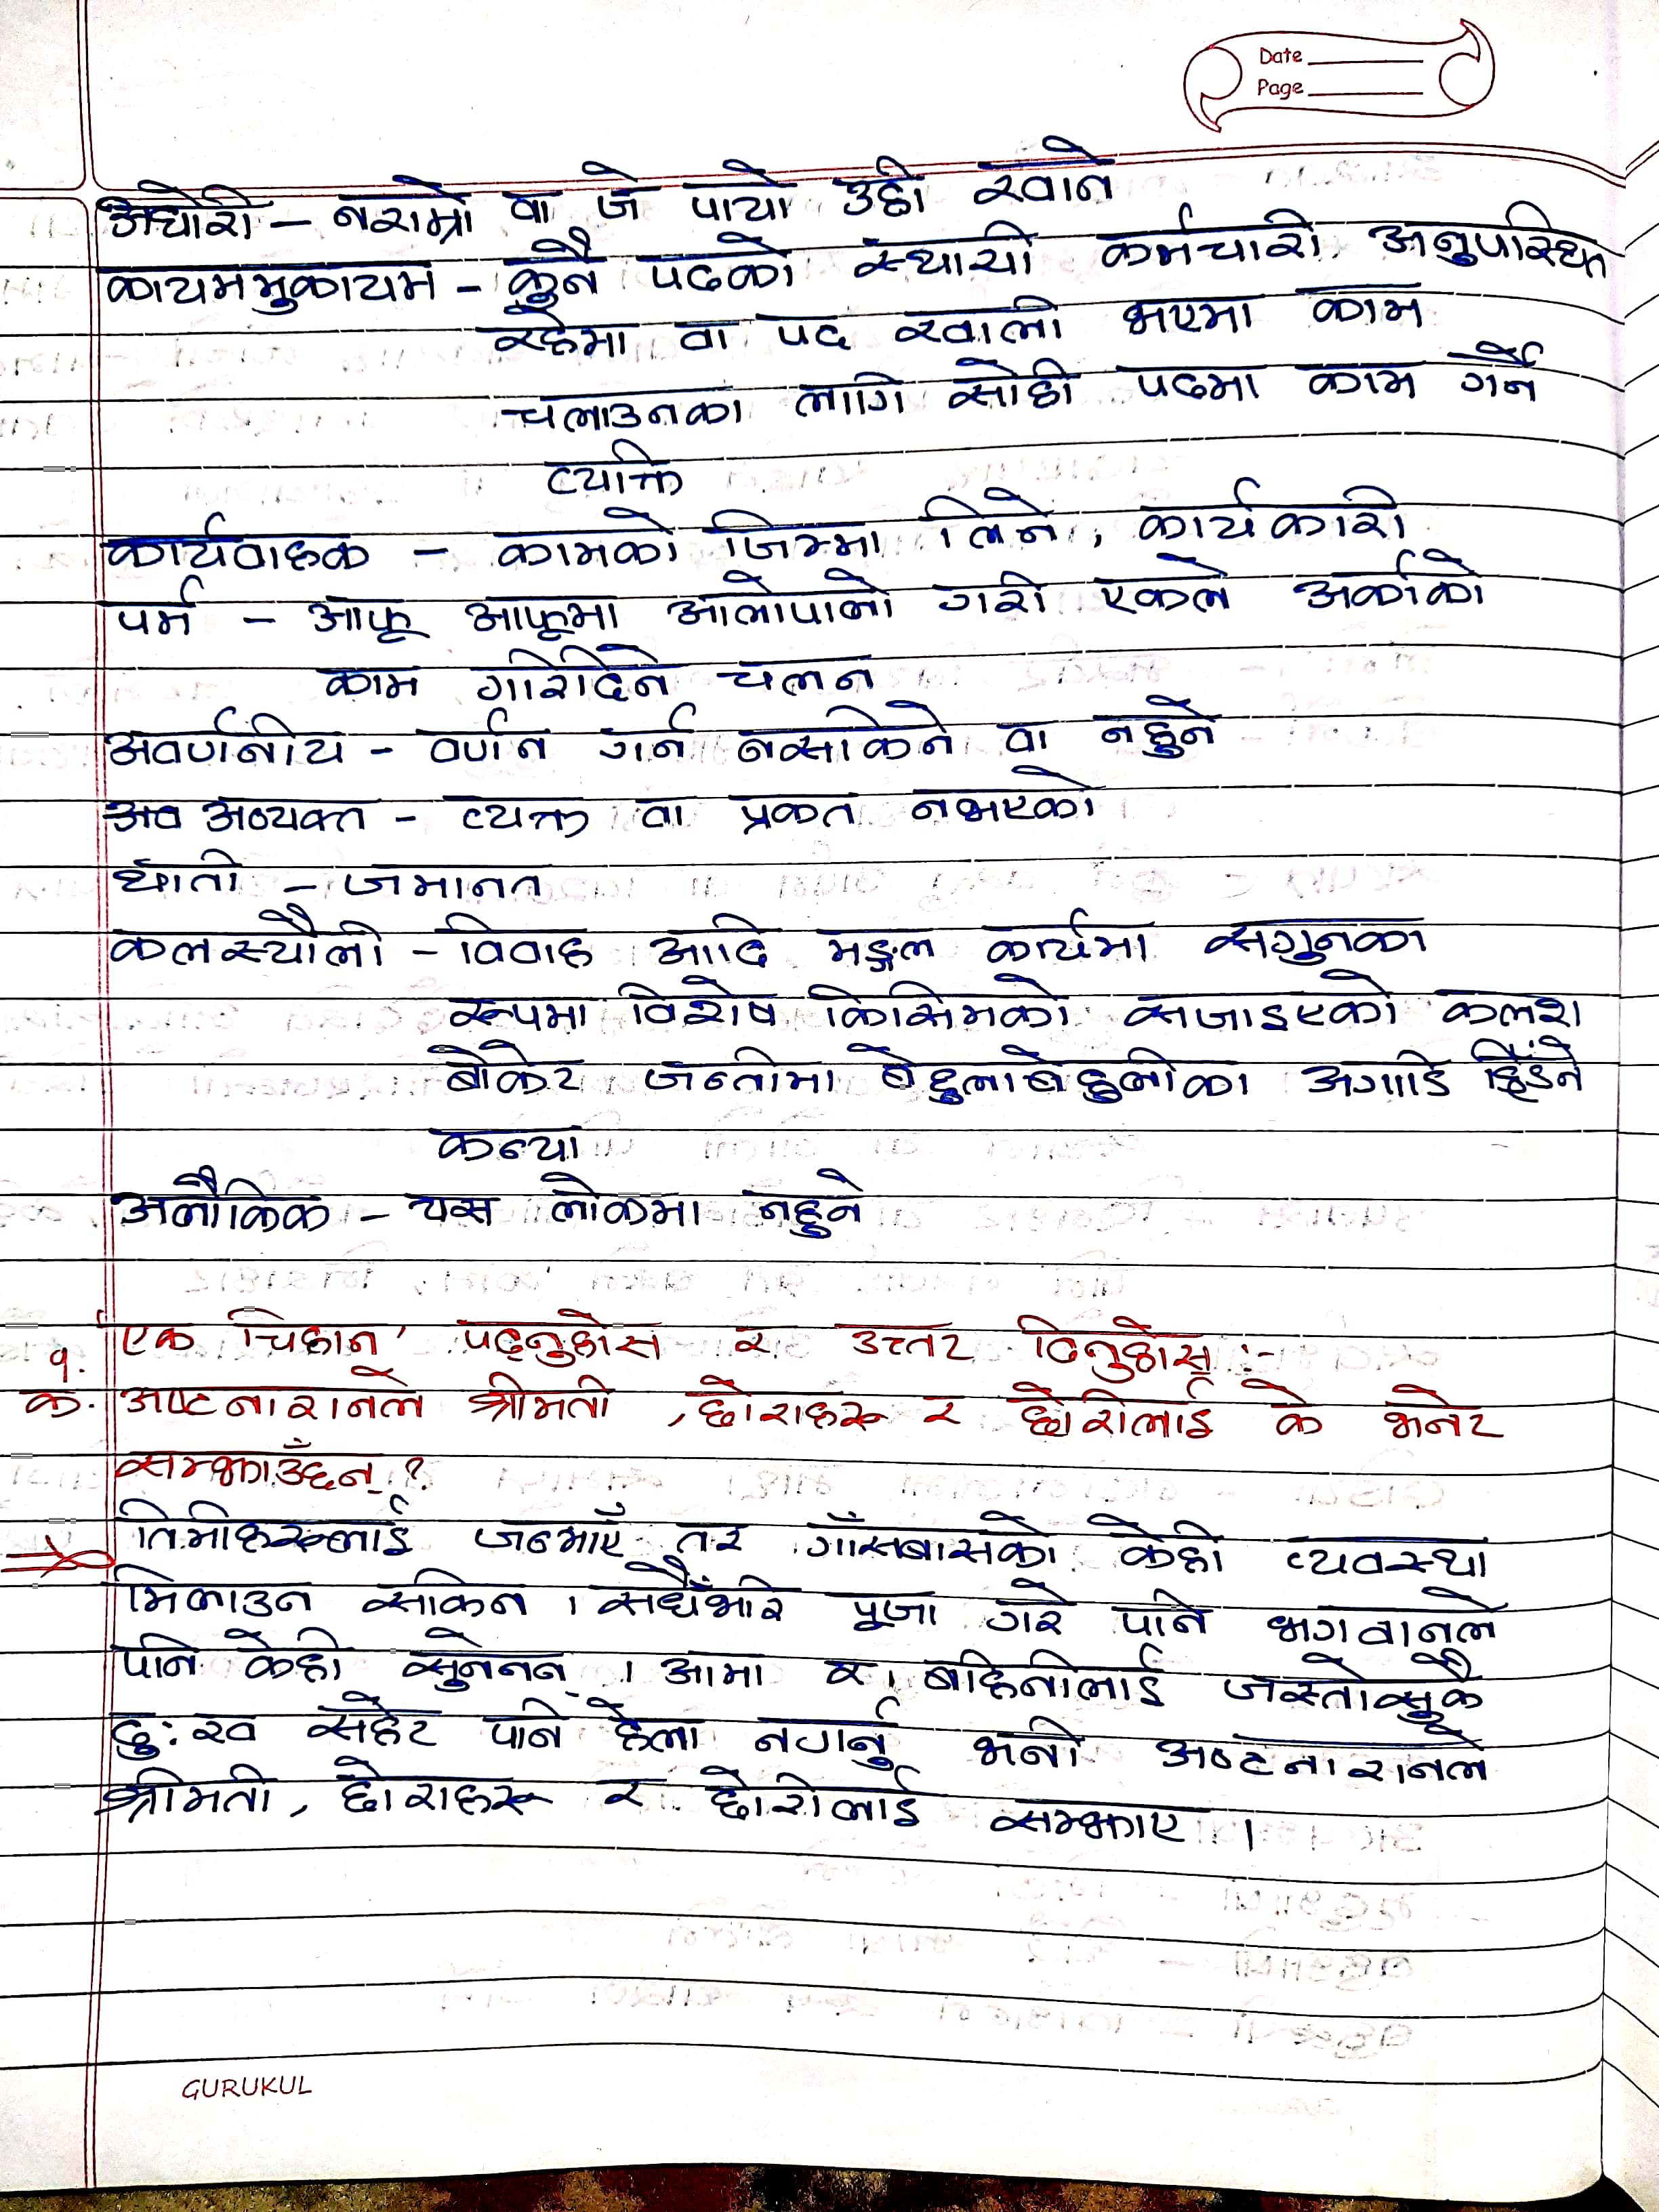 Date
Page
अघोरी – नराम्रो वा जे पायो उही खाने
कायममुकायम – कुनै पदको स्थायी कर्मचारी अनुपस्थित
रहेमा वा पद खाली भएमा काम
चलाउनका लागि सोही पदमा काम गर्ने
व्यक्ति
कार्यवाहक – कामको जिम्मा लिने, कार्यकारी
पर्म – आफू आफूमा आलोपालो गरी एकले अर्काको
काम गरिदिने चलन
अवर्णनीय – वर्णन गर्न नसकिने वा नहुने
अव अव्यक्त – व्यक्त वा प्रकत नभएको
धाती – जमानत
कलस्यौली – विवाह आदि मङ्गल कार्यमा सगुनका
रूपमा विशेष किसिमको सजाइएको कलश
बोकेर जन्तीमा बेहुलाबेहुलीका अगाडि हिँडने
कन्या
अलौकिक – यस लोकमा नहुने
१. एक चिहान' पढ्नुहोस र उत्तर दिनुहोस् :-
क. अष्टनारानले श्रीमती, छोराहरू र छोरीलाई के भनेर
सम्झाउँछन् ?
⇒ तिमीहरूलाई जन्माएँ तर गाँसबासको केही व्यवस्था
मिलाउन सकिन । सधैँभरि पूजा गरे पनि भगवानले
पनि केही सुनेनन् । आमा र बहिनीलाई जस्तोसुकै
दुःख सहेर पनि हेला नगर्नु भनी अष्टनारानले
श्रीमती, छोराहरू र छोरीलाई सम्झाए ।
GURUKUL